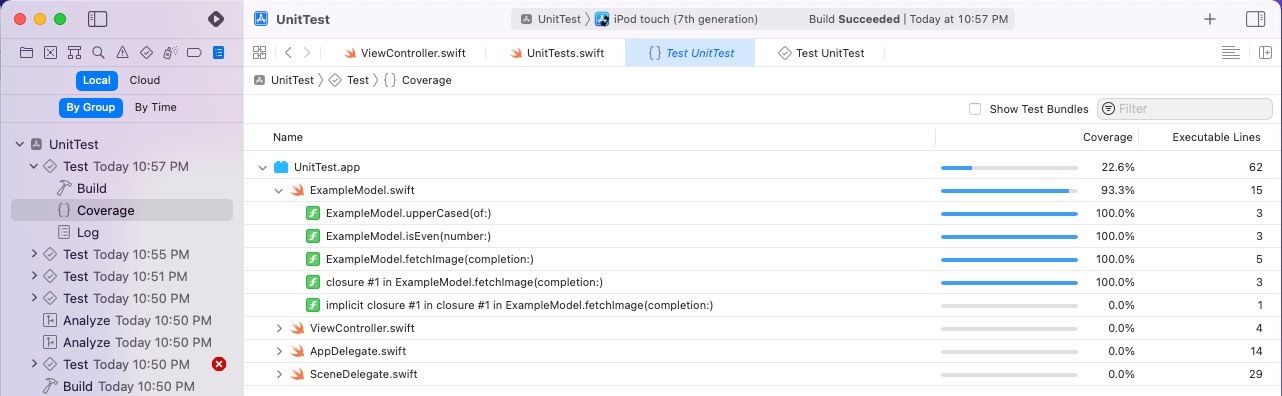 UnitTest
UnitTest 〉 iPod touch (7th generation) Build Succeeded | Today at 10:57 PM
ViewController.swift UnitTests.swift { } Test UnitTest Test UnitTest
Local Cloud
UnitTest 〉 Test 〉 { } Coverage
By Group By Time
Show Test Bundles Filter
Name Coverage Executable Lines
UnitTest
Test Today 10:57 PM
Build
{ } Coverage
Log
Test Today 10:55 PM
Test Today 10:51 PM
Test Today 10:50 PM
Analyze Today 10:50 PM
Analyze Today 10:50 PM
Test Today 10:50 PM
Build Today 10:50 PM
UnitTest.app 22.6% 62
ExampleModel.swift 93.3% 15
ExampleModel.upperCased(of:) 100.0% 3
ExampleModel.isEven(number:) 100.0% 3
ExampleModel.fetchImage(completion:) 100.0% 5
closure #1 in ExampleModel.fetchImage(completion:) 100.0% 3
implicit closure #1 in closure #1 in ExampleModel.fetchImage(completion:) 0.0% 1
ViewController.swift 0.0% 4
AppDelegate.swift 0.0% 14
SceneDelegate.swift 0.0% 29